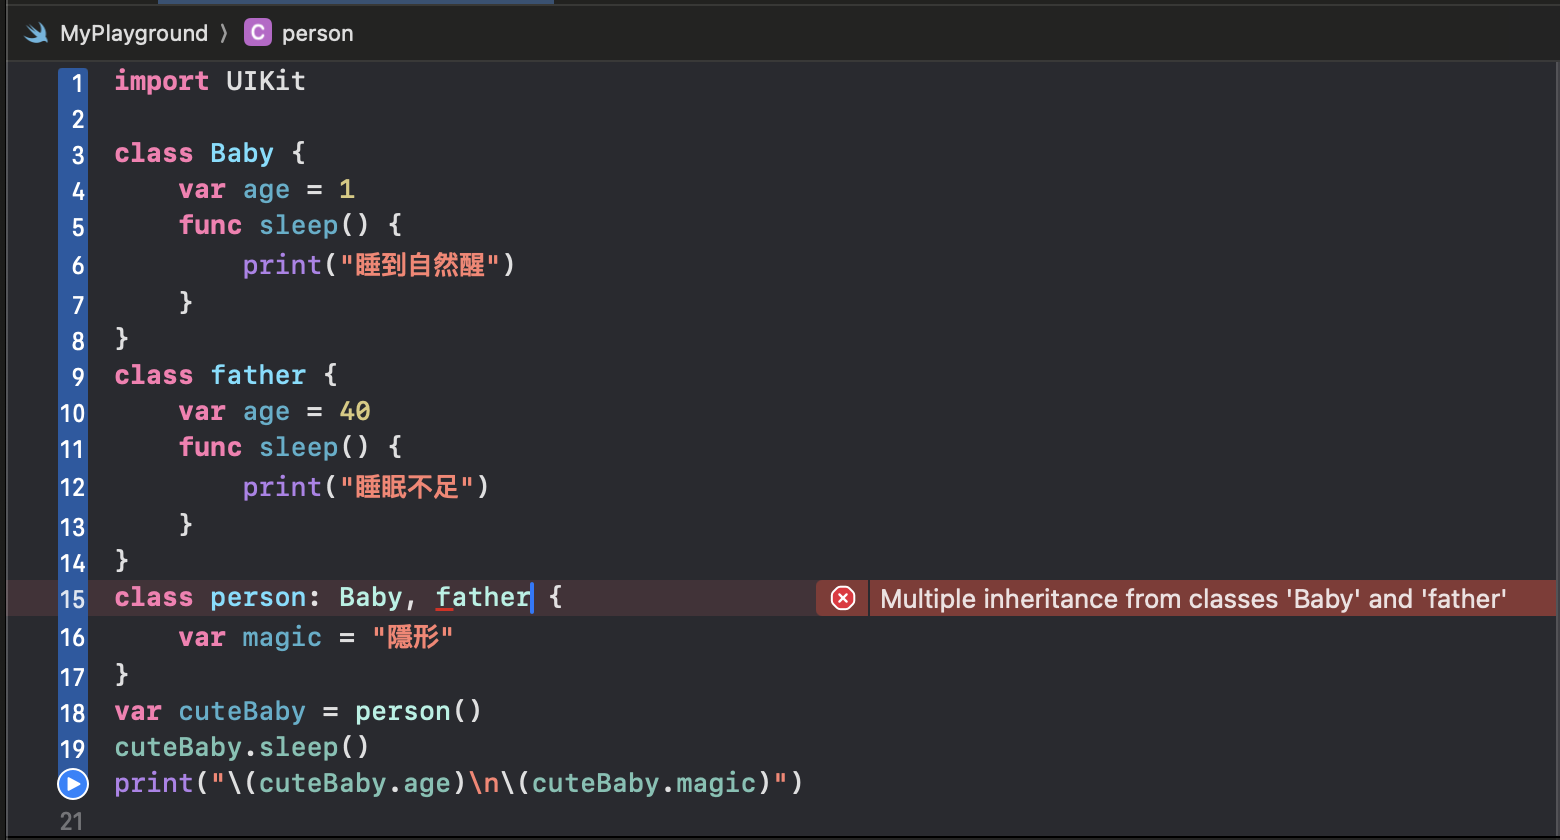 MyPlayground 〉 C person
1 import UIKit
2
3 class Baby {
4     var age = 1
5     func sleep() {
6         print("睡到自然醒")
7     }
8 }
9 class father {
10     var age = 40
11     func sleep() {
12         print("睡眠不足")
13     }
14 }
15 class person: Baby, father { Multiple inheritance from classes 'Baby' and 'father'
16     var magic = "隱形"
17 }
18 var cuteBaby = person()
19 cuteBaby.sleep()
print("\(cuteBaby.age)\n\(cuteBaby.magic)")
21